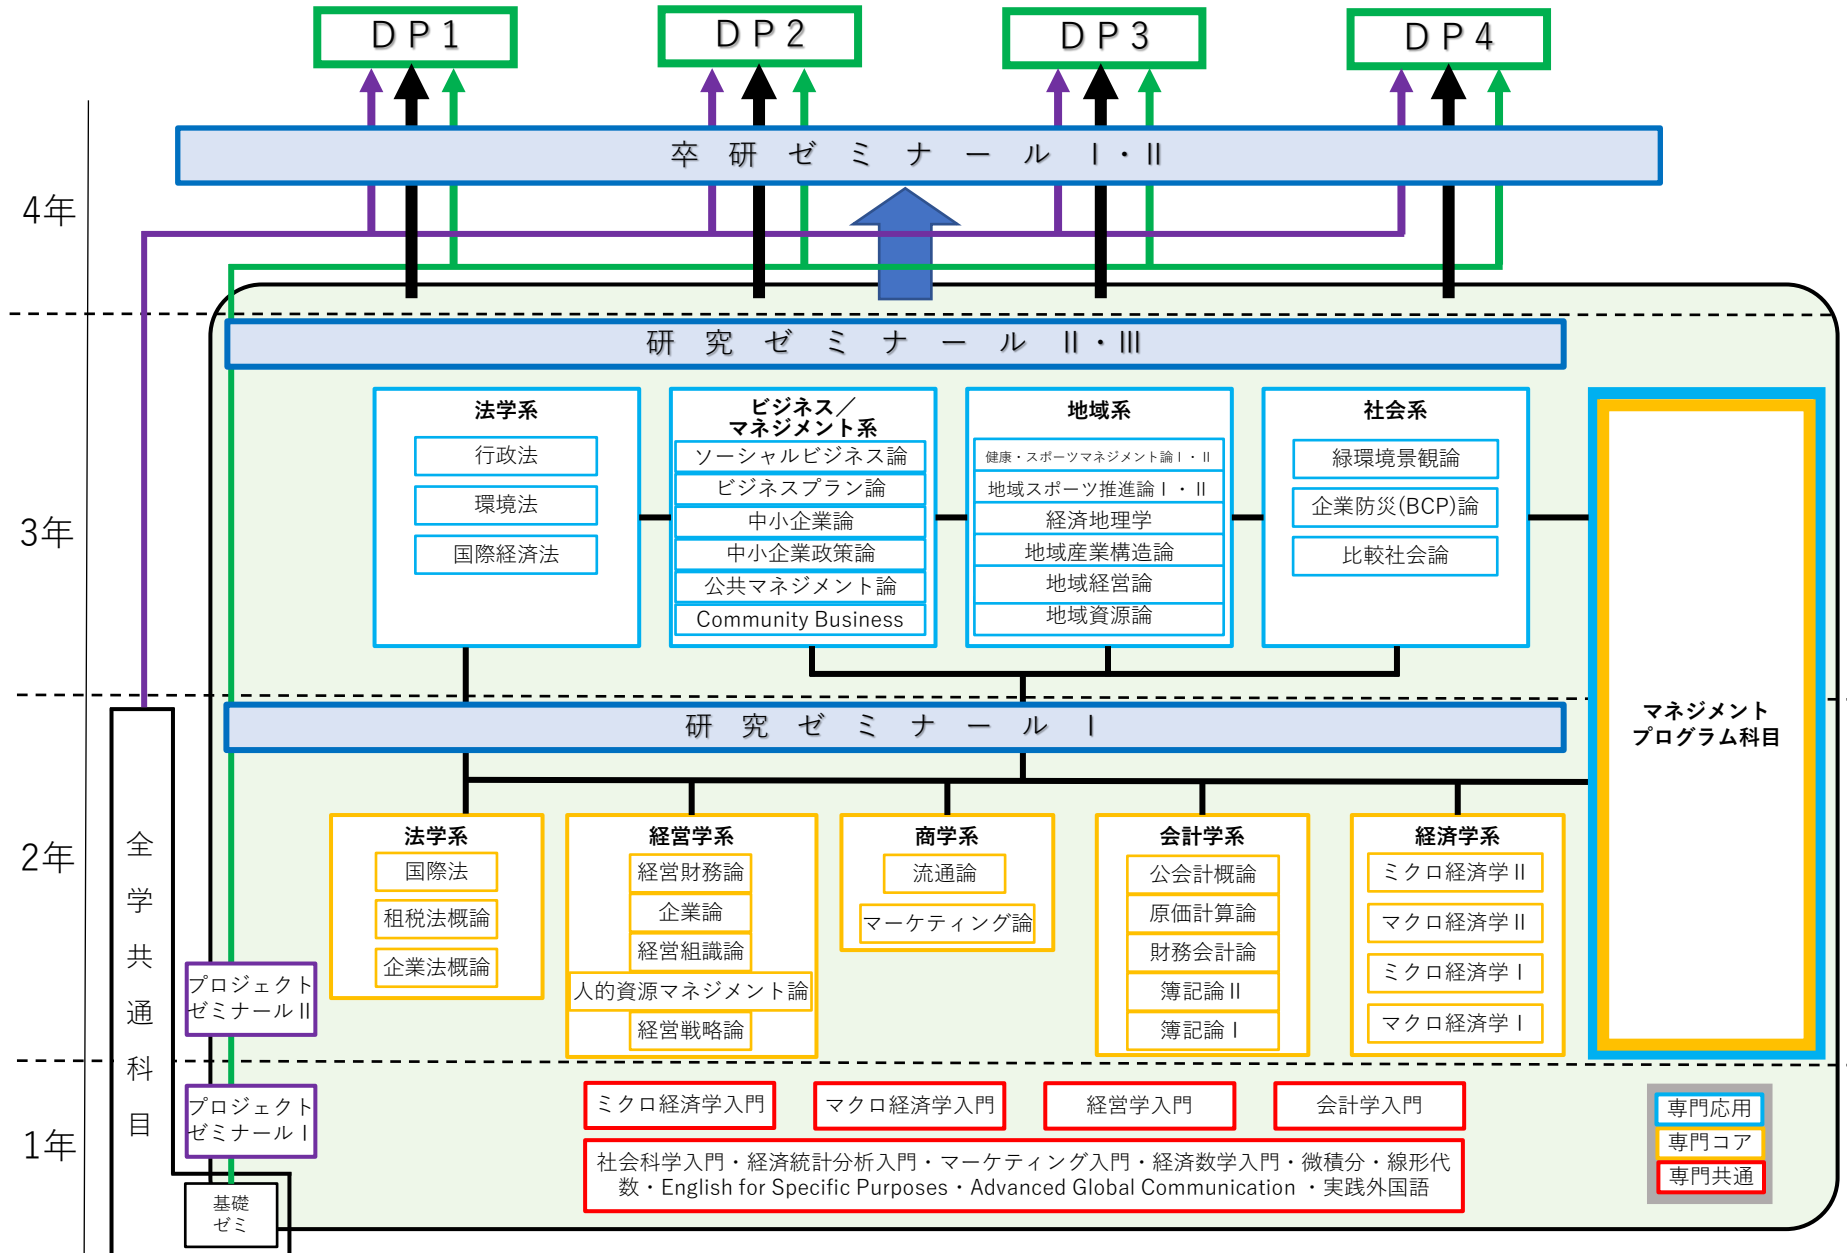 DP1
DP2
DP3
DP4
卒研ゼミナールⅠ・Ⅱ
4年
研究ゼミナールⅡ・Ⅲ
3年
法学系
行政法
環境法
国際経済法
ビジネス／
マネジメント系
ソーシャルビジネス論
ビジネスプラン論
中小企業論
中小企業政策論
公共マネジメント論
Community Business
地域系
健康・スポーツマネジメント論Ⅰ・Ⅱ
地域スポーツ推進論Ⅰ・Ⅱ
経済地理学
地域産業構造論
地域経営論
地域資源論
社会系
緑環境景観論
企業防災(BCP)論
比較社会論
マネジメント
プログラム科目
研究ゼミナールⅠ
2年
全学共通科目
法学系
国際法
租税法概論
企業法概論
経営学系
経営財務論
企業論
経営組織論
人的資源マネジメント論
経営戦略論
商学系
流通論
マーケティング論
会計学系
公会計概論
原価計算論
財務会計論
簿記論Ⅱ
簿記論Ⅰ
経済学系
ミクロ経済学Ⅱ
マクロ経済学Ⅱ
ミクロ経済学Ⅰ
マクロ経済学Ⅰ
プロジェクト
ゼミナールⅡ
1年
プロジェクト
ゼミナールⅠ
基礎
ゼミ
ミクロ経済学入門
マクロ経済学入門
経営学入門
会計学入門
社会科学入門・経済統計分析入門・マーケティング入門・経済数学入門・微積分・線形代
数・English for Specific Purposes・Advanced Global Communication ・実践外国語
専門応用
専門コア
専門共通